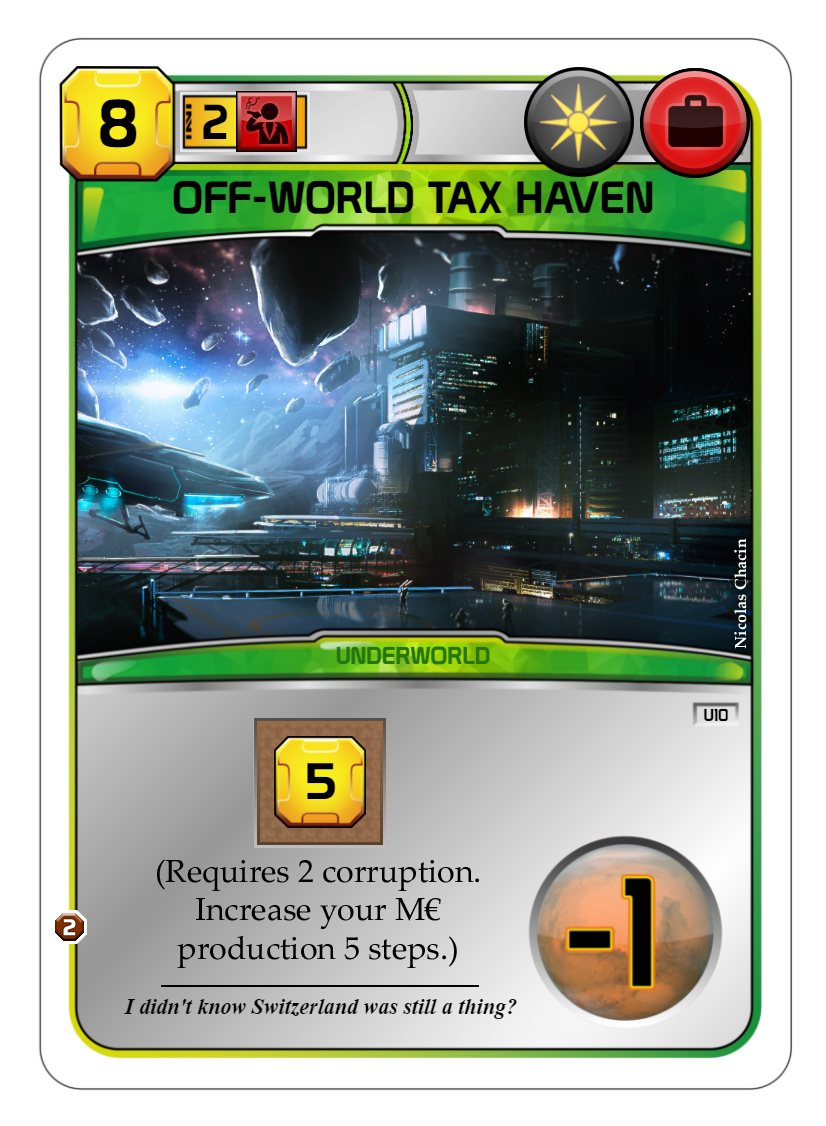 8
2
OFF-WORLD TAX HAVEN
Nicolas Chacin
UNDERWORLD
U10
5
(Requires 2 corruption.
Increase your M€
production 5 steps.)
2
-1
I didn't know Switzerland was still a thing?